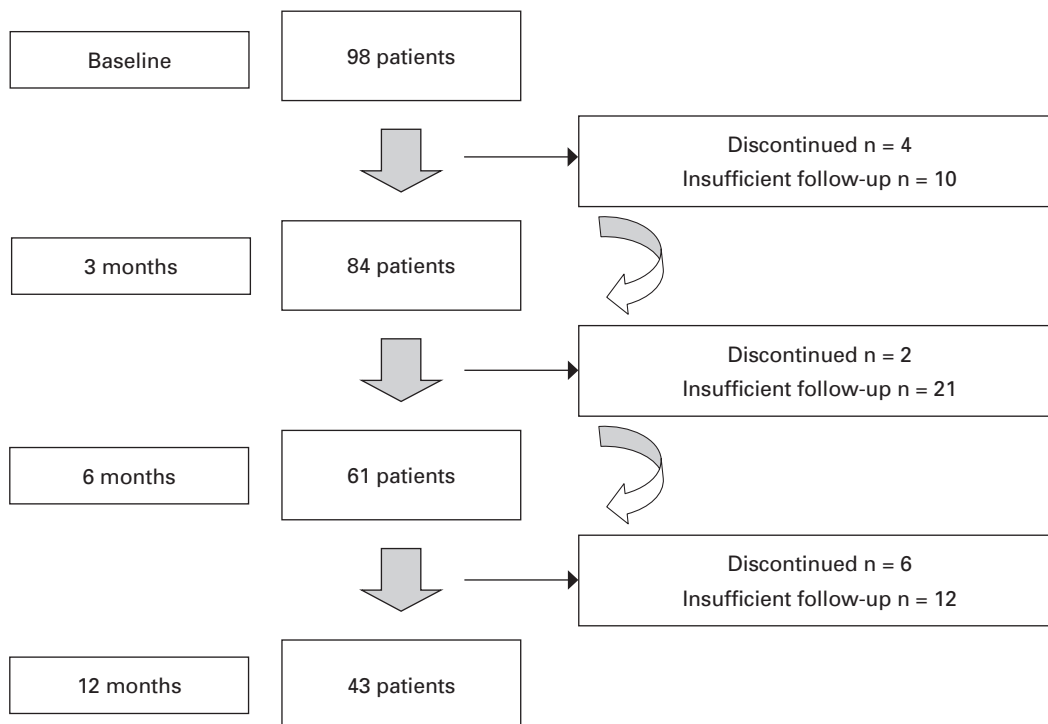 Baseline
98 patients
Discontinued n = 4
Insufficient follow-up n = 10
3 months
84 patients
Discontinued n = 2
Insufficient follow-up n = 21
6 months
61 patients
Discontinued n = 6
Insufficient follow-up n = 12
12 months
43 patients